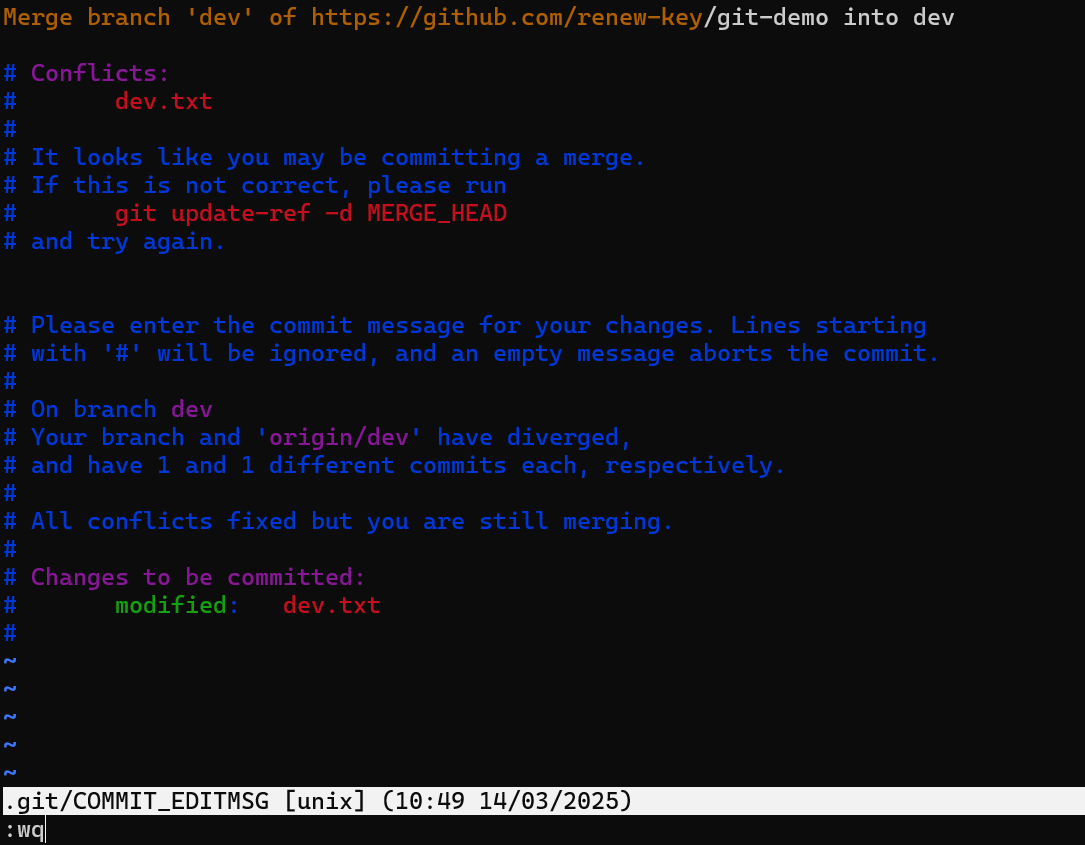 Merge branch 'dev' of https://github.com/renew-key/git-demo into dev
# Conflicts:
#       dev.txt
#
# It looks like you may be committing a merge.
# If this is not correct, please run
#       git update-ref -d MERGE_HEAD
# and try again.
# Please enter the commit message for your changes. Lines starting
# with '#' will be ignored, and an empty message aborts the commit.
#
# On branch dev
# Your branch and 'origin/dev' have diverged,
# and have 1 and 1 different commits each, respectively.
#
# All conflicts fixed but you are still merging.
#
# Changes to be committed:
#       modified:   dev.txt
#
~
~
~
~
~
.git/COMMIT_EDITMSG [unix] (10:49 14/03/2025)
:wq